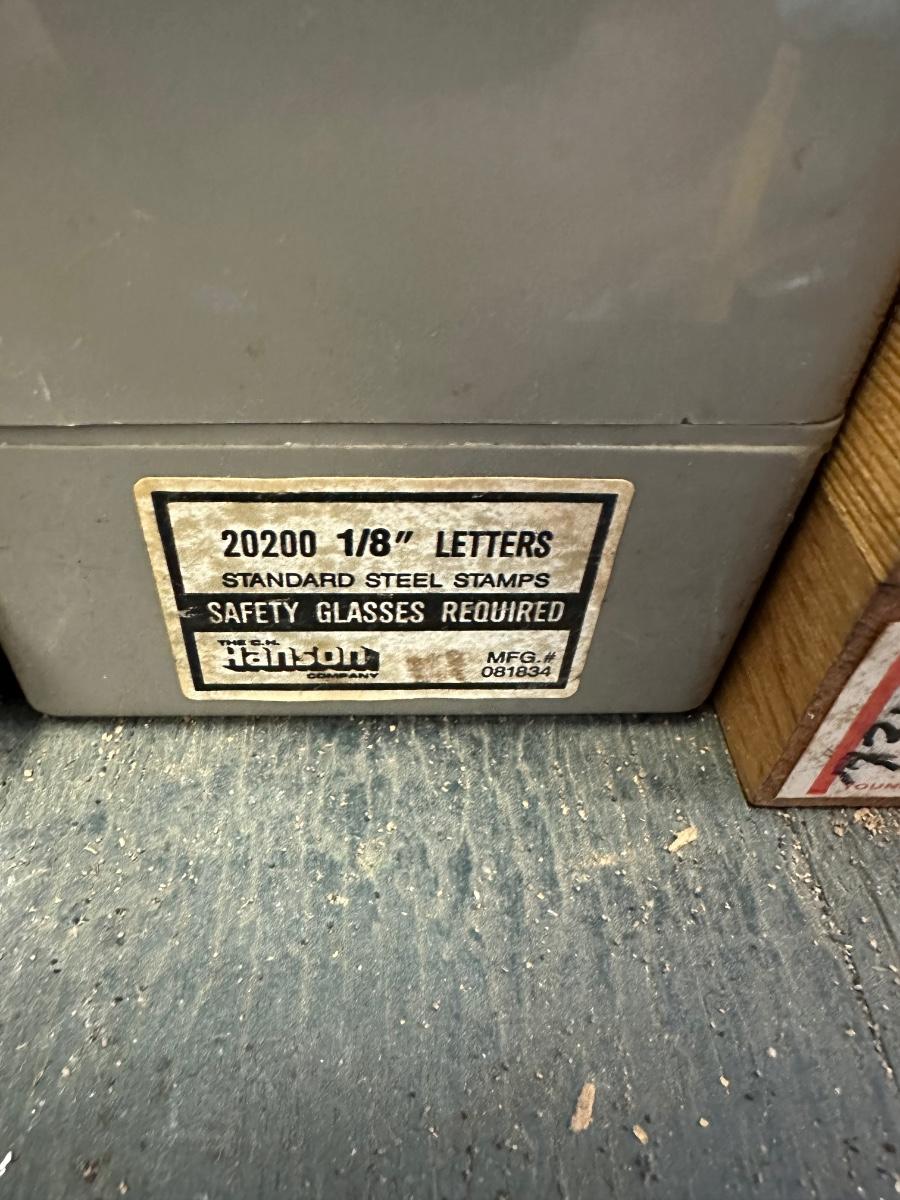 20200 1/8" LETTERS
STANDARD STEEL STAMPS
SAFETY GLASSES REQUIRED
THE C.H.
Hanson
COMPANY
MFG.#
081834